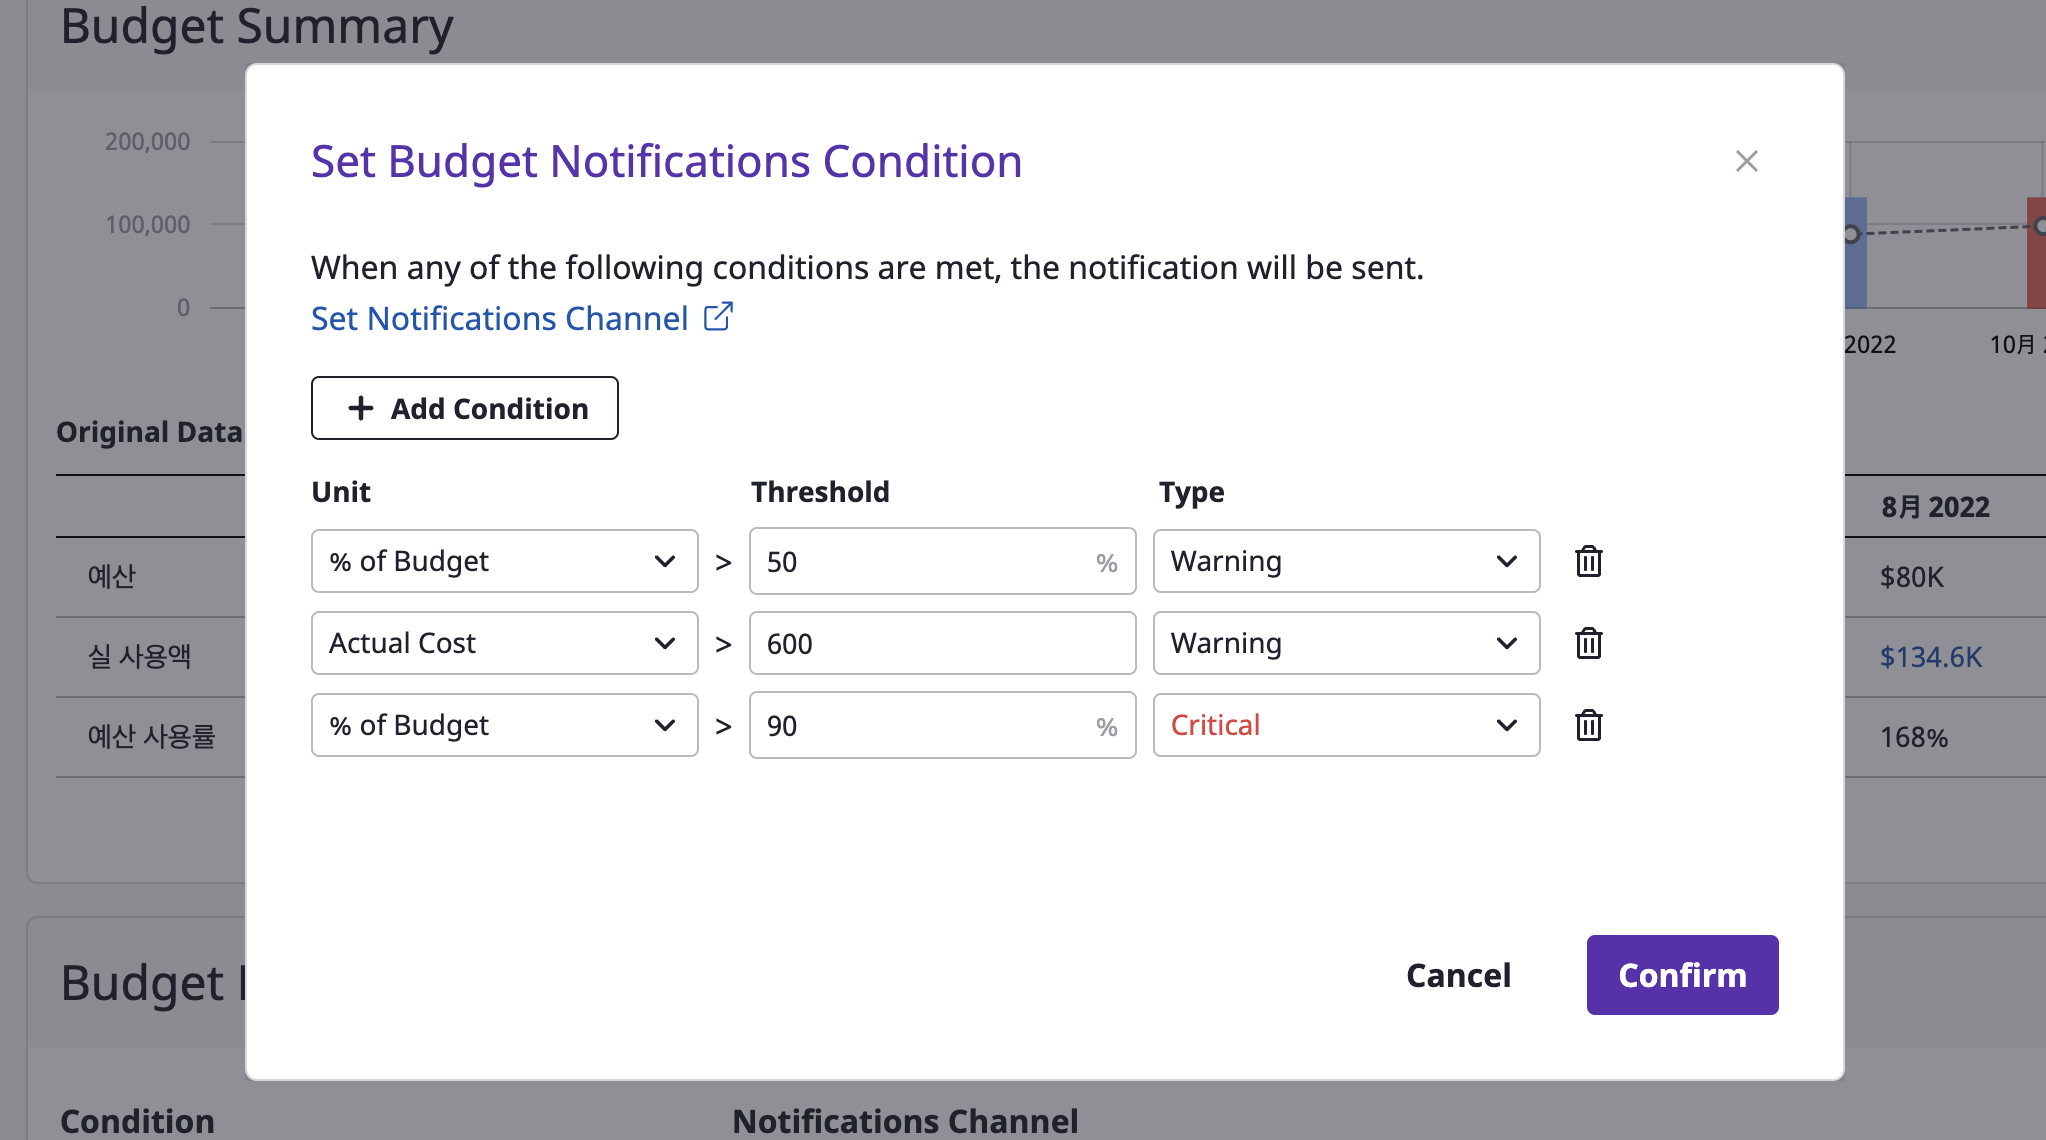 Budget Summary
200,000
100,000
0
2022
10月
Original Data
8月 2022
예산
$80K
실 사용액
$134.6K
예산 사용률
168%
Set Budget Notifications Condition
When any of the following conditions are met, the notification will be sent.
Set Notifications Channel
+ Add Condition
Unit Threshold Type
% of Budget > 50 % Warning
Actual Cost > 600 Warning
% of Budget > 90 % Critical
Cancel Confirm
Budget
Condition Notifications Channel